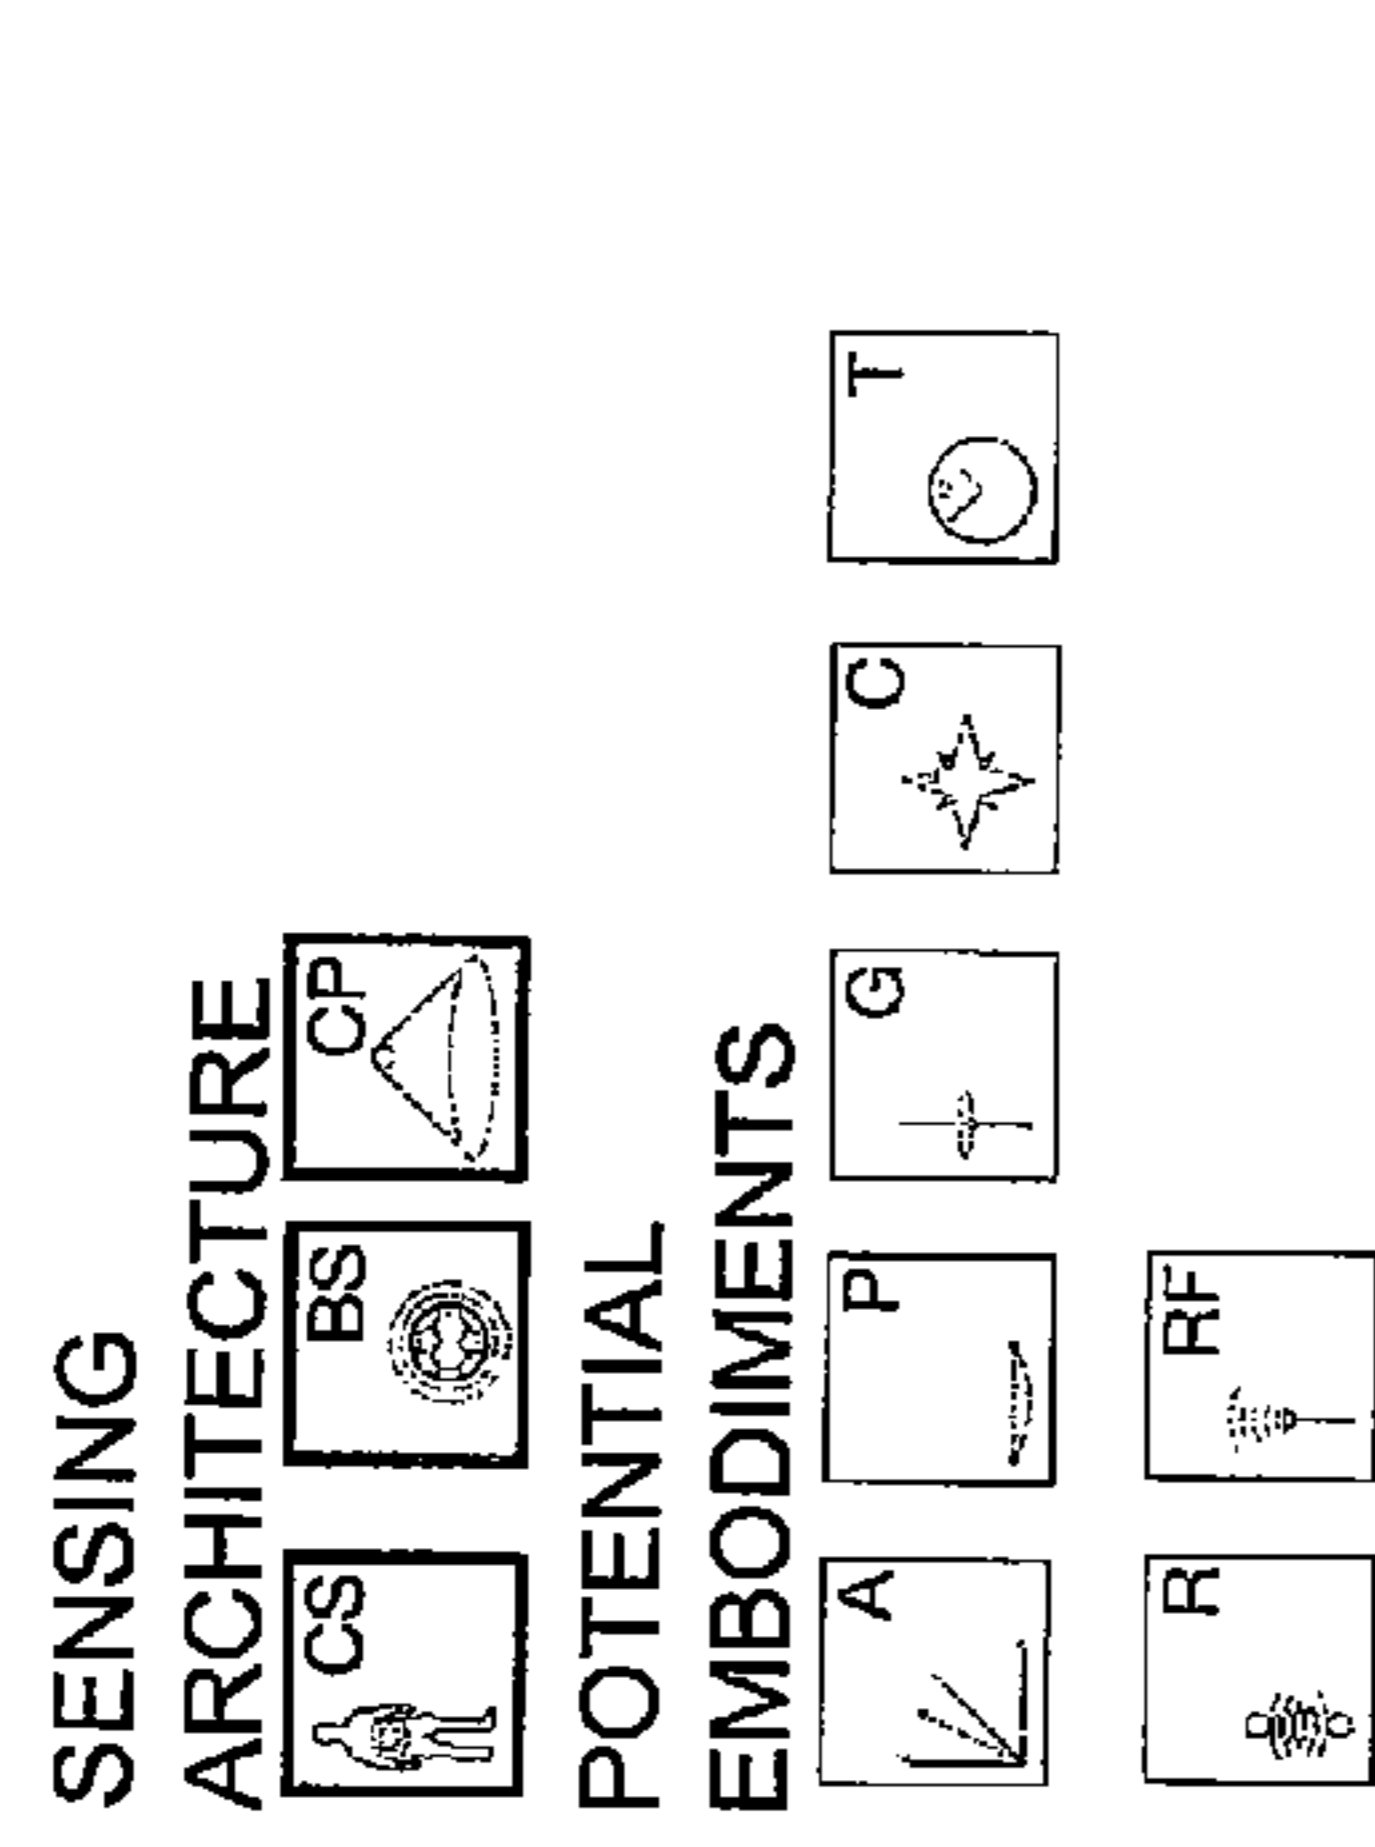 SENSING
ARCHITECTURE
CS BS CP
POTENTIAL
EMBODIMENTS
A P G C T
R RF